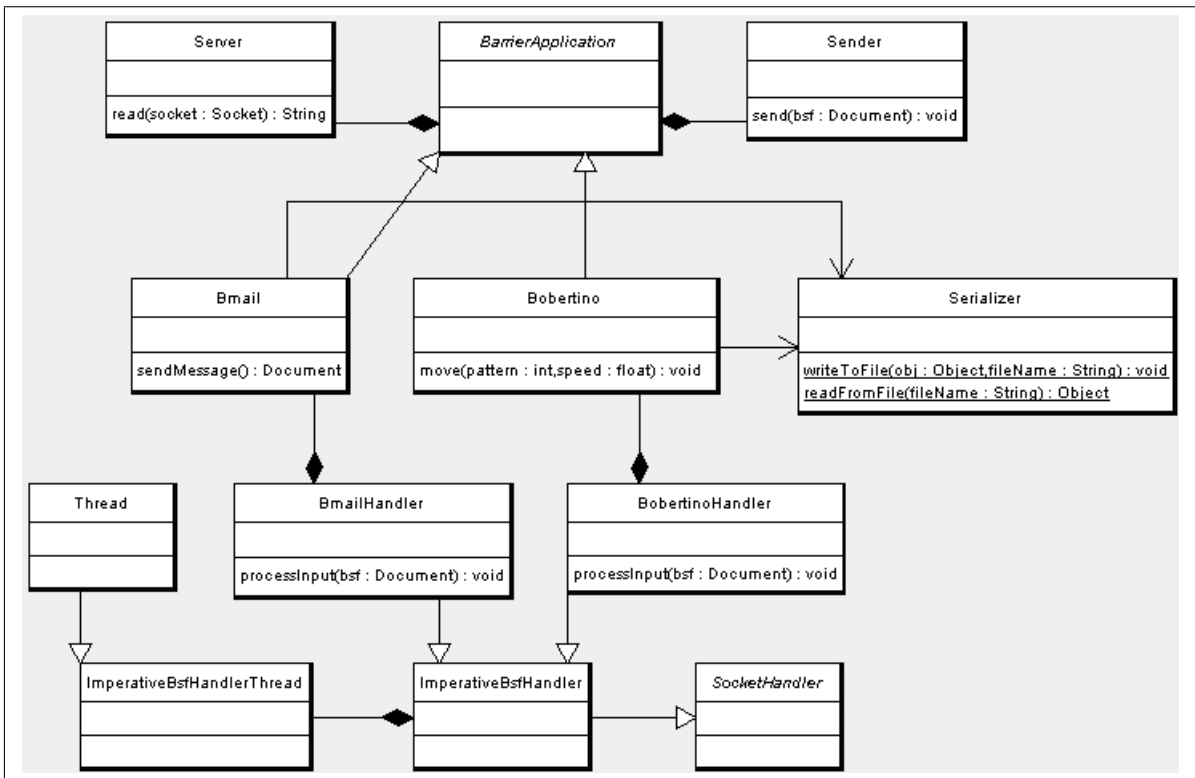 Server
BarrierApplication
Sender
read(socket : Socket) : String
send(bsf : Document) : void
Bmail
Bobertino
Serializer
sendMessage() : Document
move(pattern : int,speed : float) : void
writeToFile(obj : Object,fileName : String) : void
readFromFile(fileName : String) : Object
Thread
BmailHandler
BobertinoHandler
processInput(bsf : Document) : void
processInput(bsf : Document) : void
ImperativeBsfHandlerThread
ImperativeBsfHandler
SocketHandler